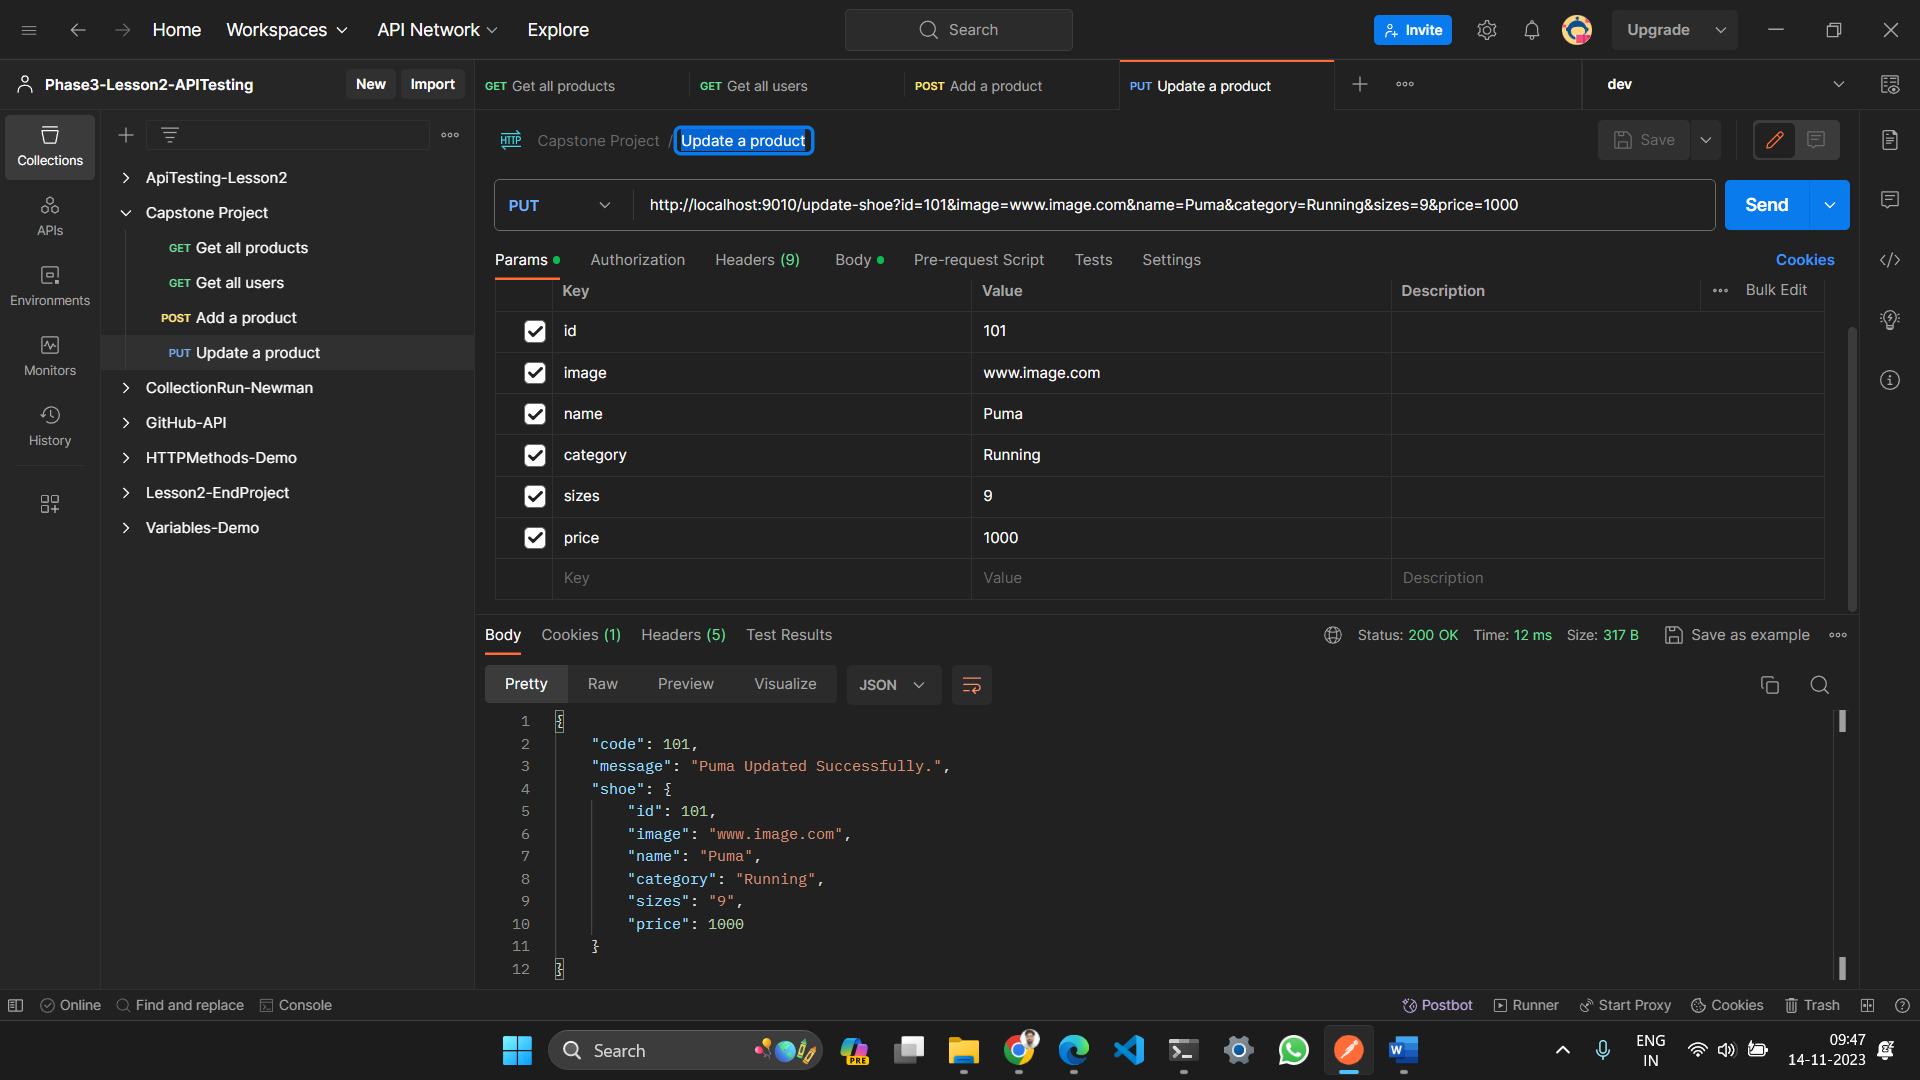 Home Workspaces API Network Explore Search Invite Upgrade
Phase3-Lesson2-APITesting New Import GET Get all products GET Get all users POST Add a product PUT Update a product dev
Collections
APIs
Environments
Monitors
History
ApiTesting-Lesson2
Capstone Project
GET Get all products
GET Get all users
POST Add a product
PUT Update a product
CollectionRun-Newman
GitHub-API
HTTPMethods-Demo
Lesson2-EndProject
Variables-Demo
HTTP Capstone Project / Update a product Save
PUT http://localhost:9010/update-shoe?id=101&image=www.image.com&name=Puma&category=Running&sizes=9&price=1000 Send
Params Authorization Headers (9) Body Pre-request Script Tests Settings Cookies
Key Value Description Bulk Edit
id 101
image www.image.com
name Puma
category Running
sizes 9
price 1000
Key Value Description
Body Cookies (1) Headers (5) Test Results Status: 200 OK Time: 12 ms Size: 317 B Save as example
Pretty Raw Preview Visualize JSON
1 {
2 "code": 101,
3 "message": "Puma Updated Successfully.",
4 "shoe": {
5 "id": 101,
6 "image": "www.image.com",
7 "name": "Puma",
8 "category": "Running",
9 "sizes": "9",
10 "price": 1000
11 }
12 }
Online Find and replace Console Postbot Runner Start Proxy Cookies Trash
Search PRE ENG IN 09:47
14-11-2023